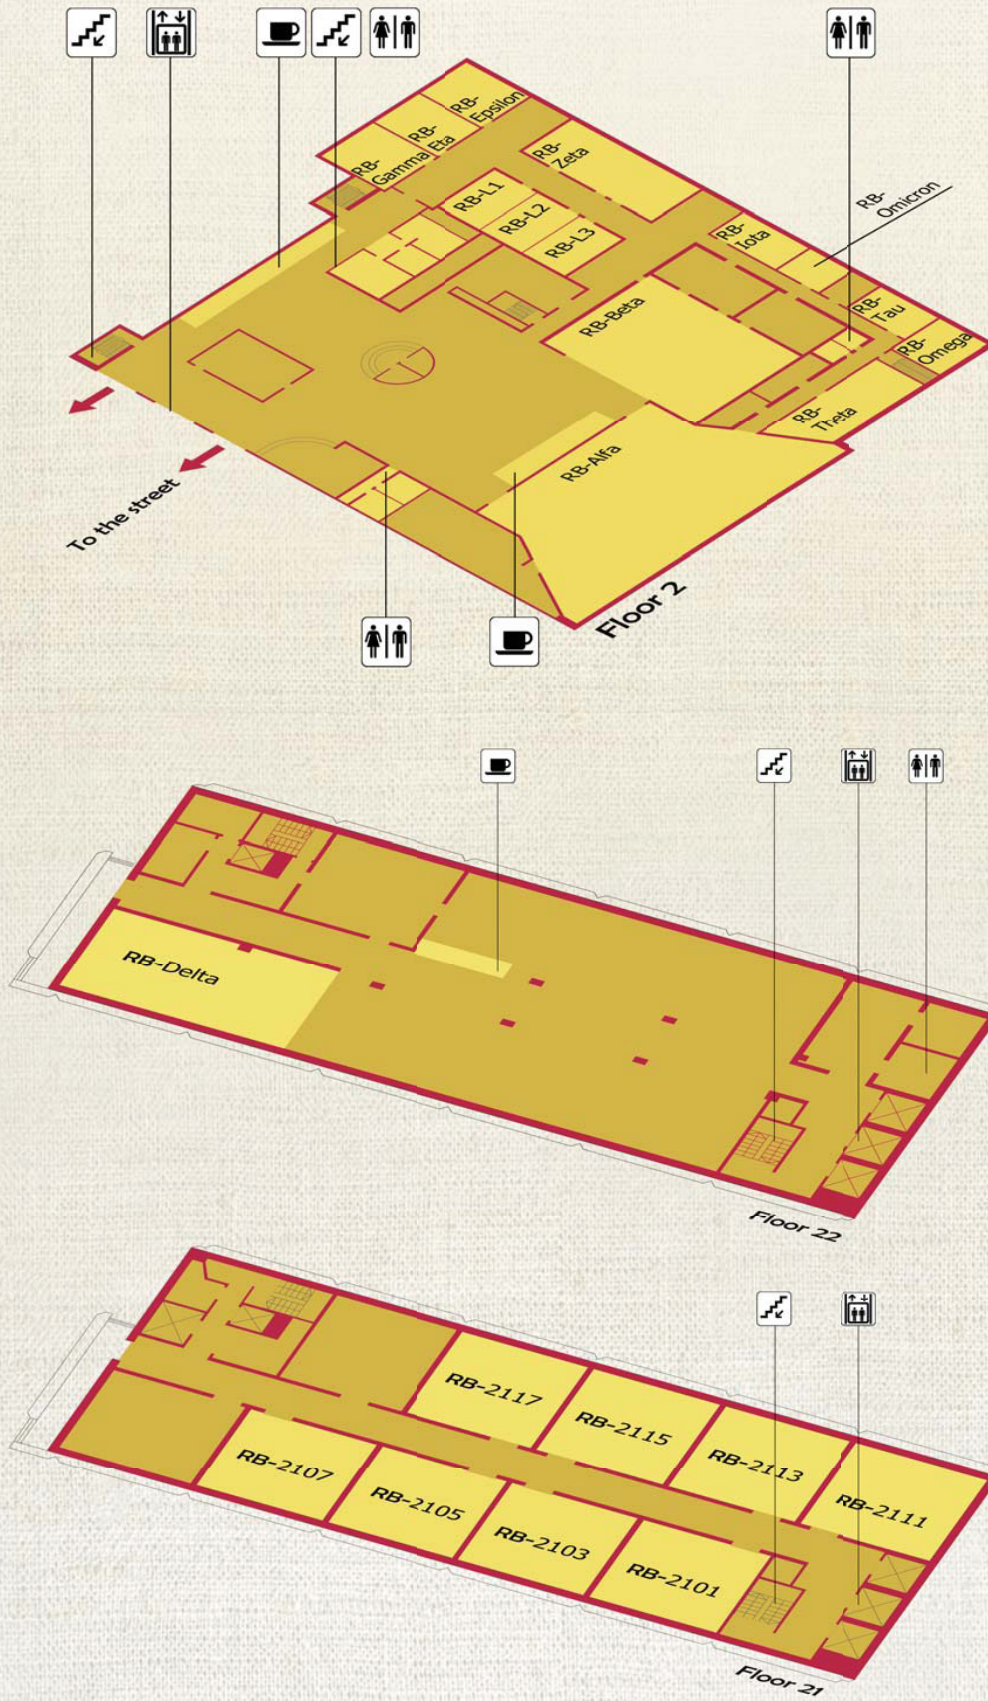 RB-
Epsilon
RB-
Eta
RB-
Gamma
RB-
Zeta
RB-L1
RB-L2
RB-L3
RB-
Omicron
RB-
Iota
RB-
Tau
RB-
Omega
RB-Beta
RB-
Theta
RB-Alfa
To the street
Floor 2
RB-Delta
Floor 22
RB-2117
RB-2115
RB-2113
RB-2111
RB-2107
RB-2105
RB-2103
RB-2101
Floor 21